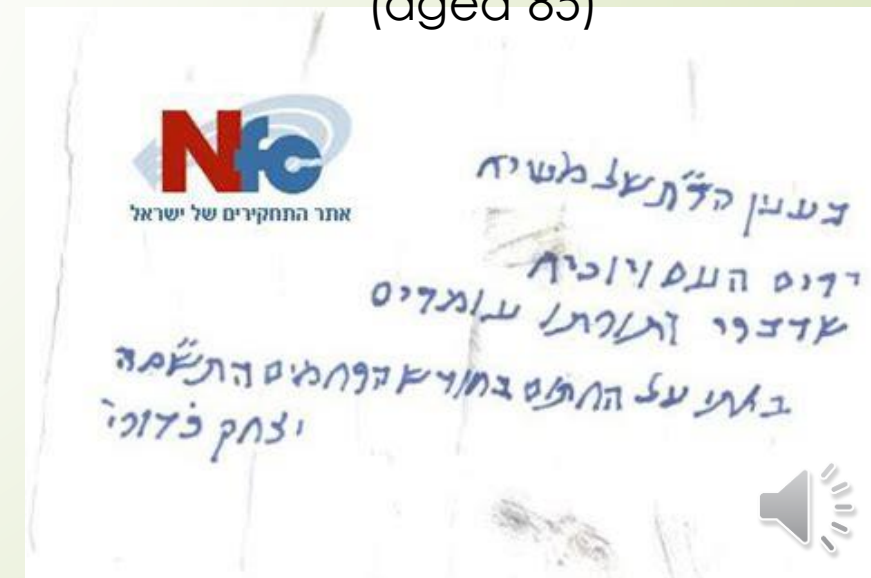 (aged 85)
Nfc
אתר התחקירים של ישראל
בענין הר״ת של משיח
ירים העם ויוכיח
שדברו ותורתו עומדים
באתי על החתום בחודש הרחמים התשס״ה
יצחק כדורי